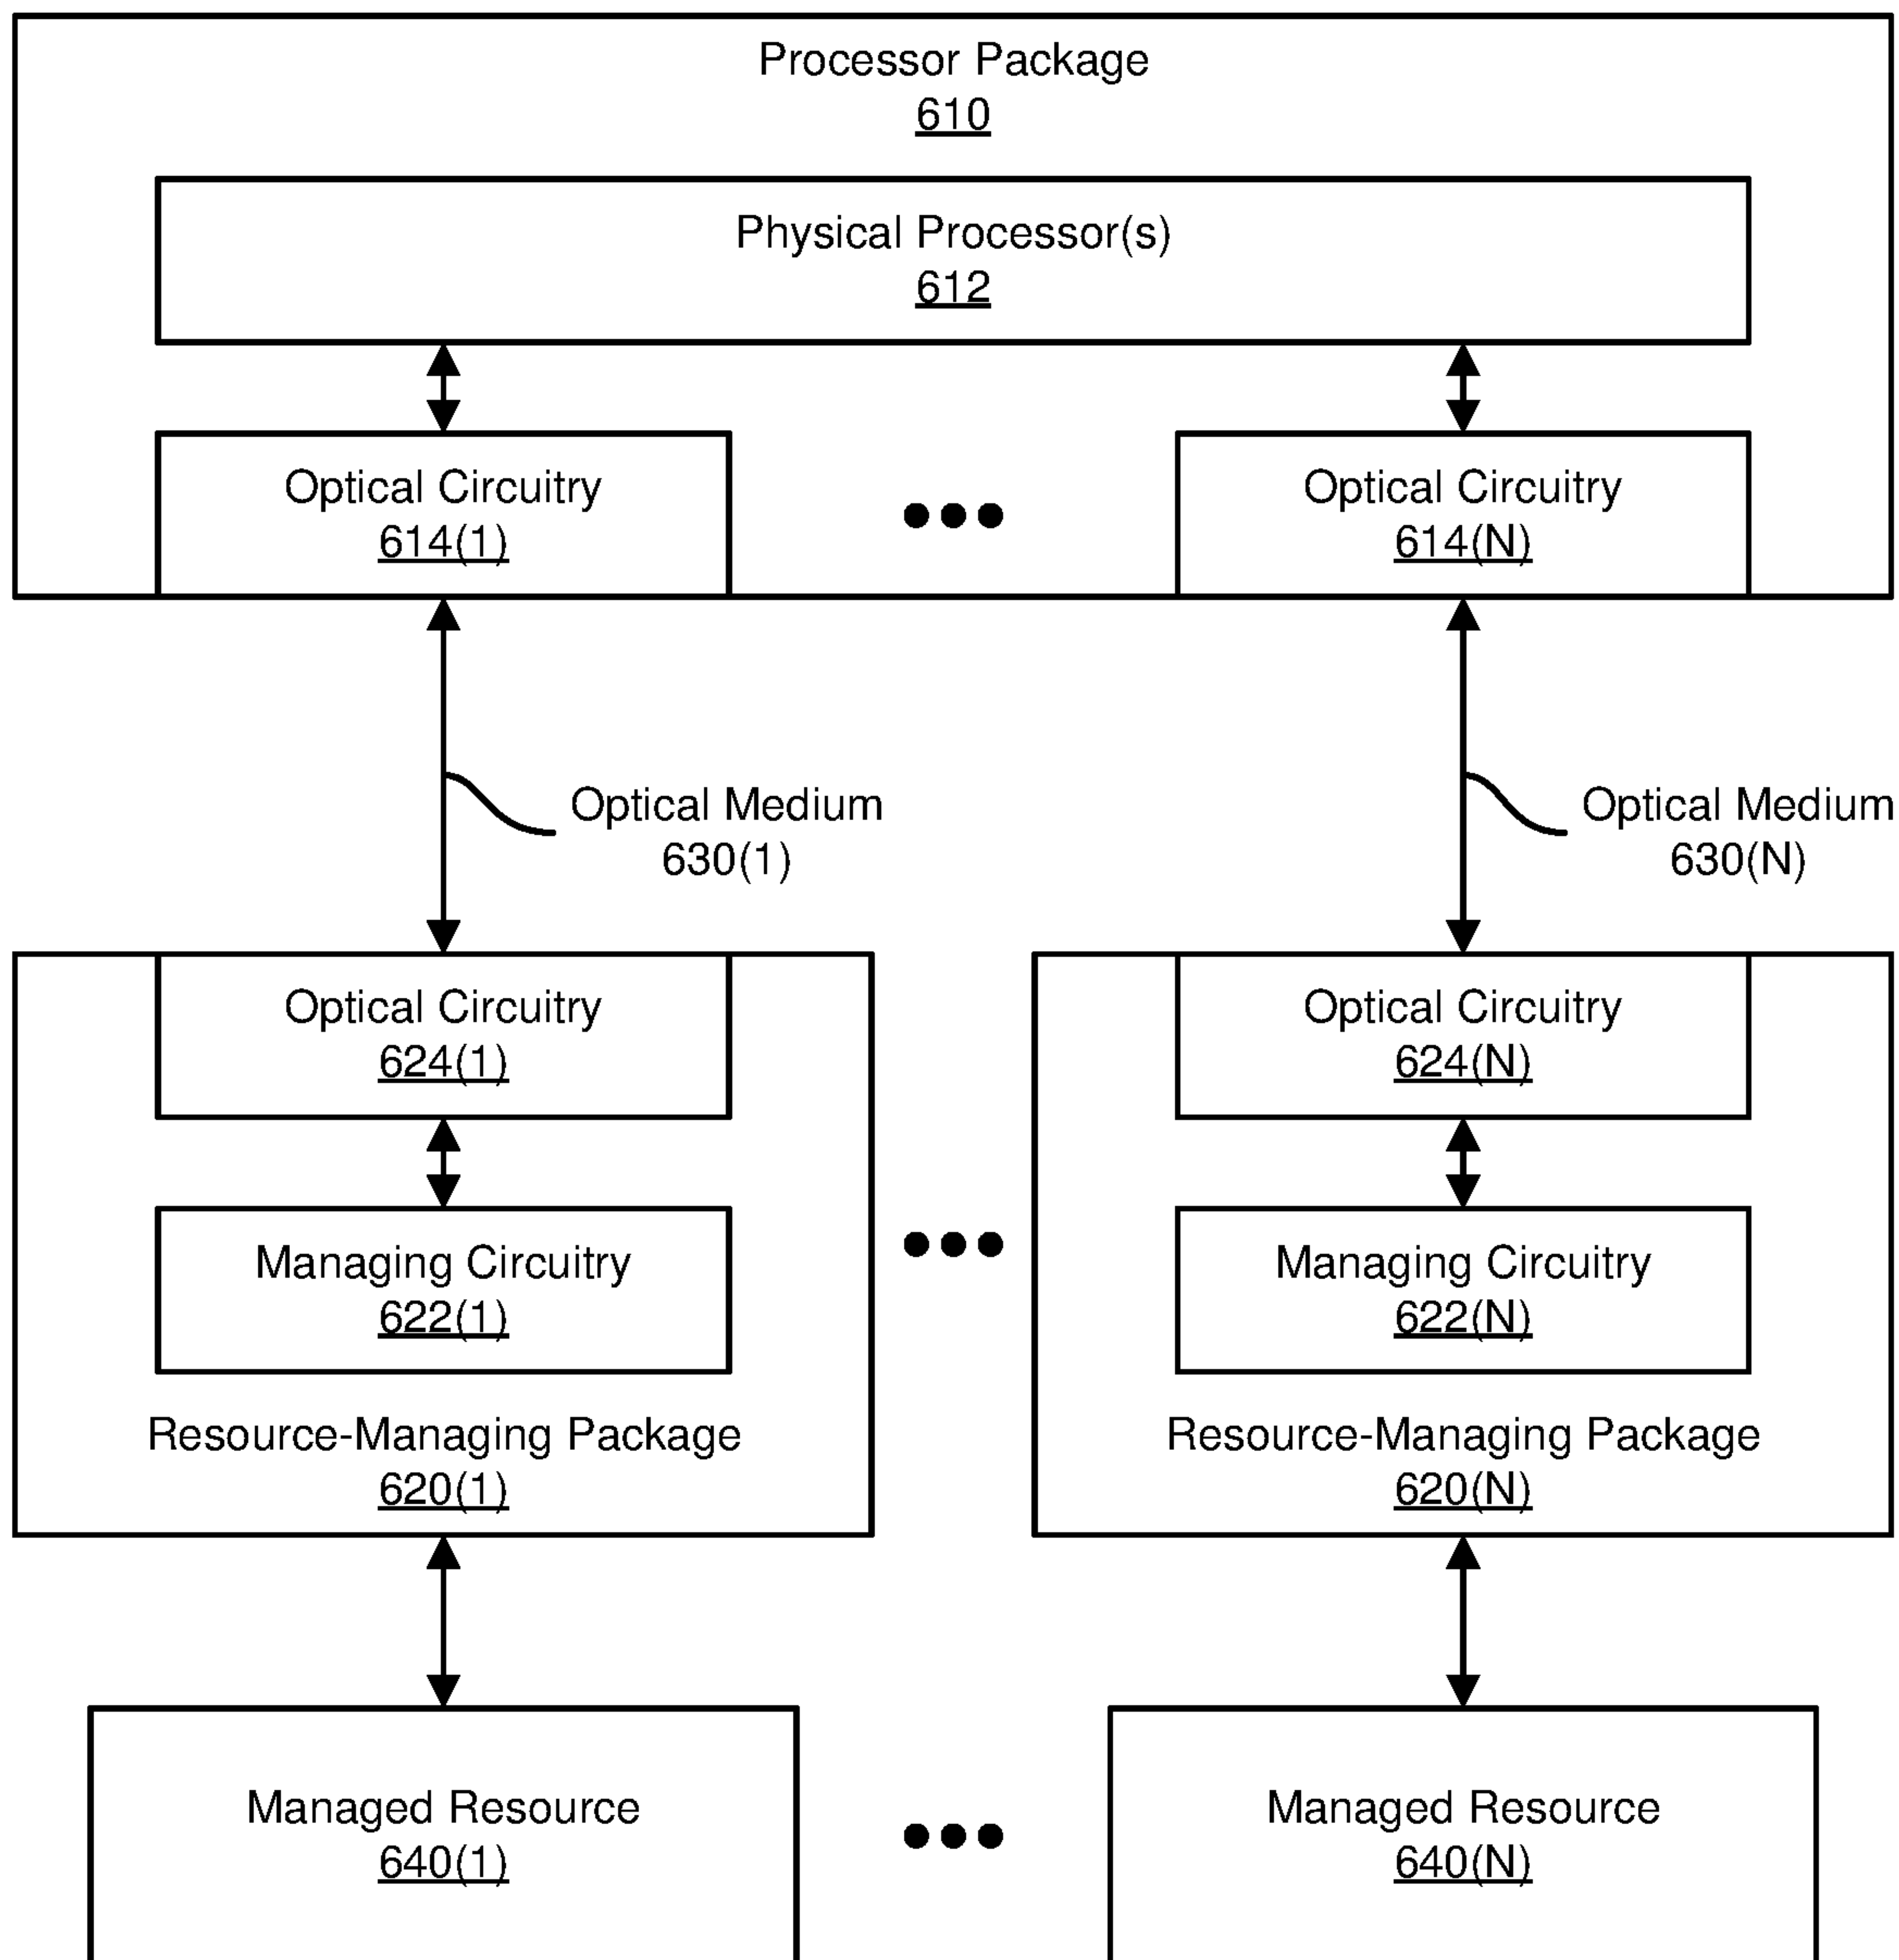 Processor Package
610
Physical Processor(s)
612
Optical Circuitry
614(1)
Optical Circuitry
614(N)
Optical Medium
630(1)
Optical Medium
630(N)
Optical Circuitry
624(1)
Optical Circuitry
624(N)
Managing Circuitry
622(1)
Managing Circuitry
622(N)
Resource-Managing Package
620(1)
Resource-Managing Package
620(N)
Managed Resource
640(1)
Managed Resource
640(N)